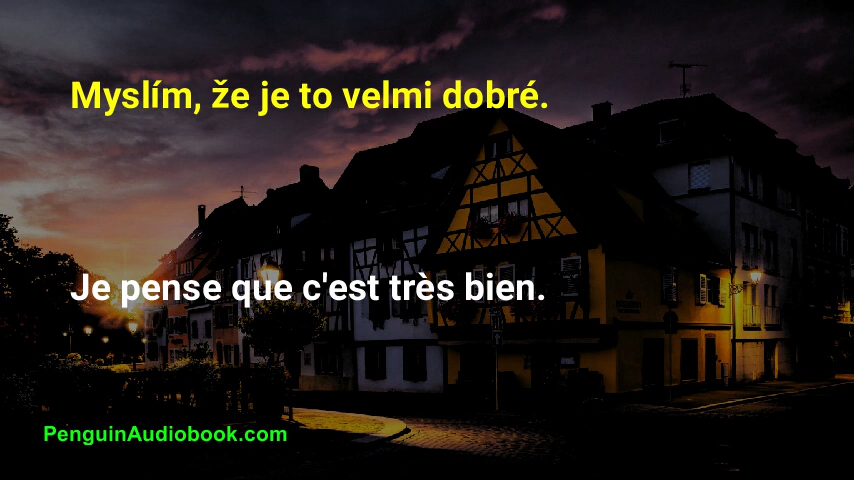 Myslím, že je to velmi dobré.
Je pense que c'est très bien.
PenguinAudiobook.com